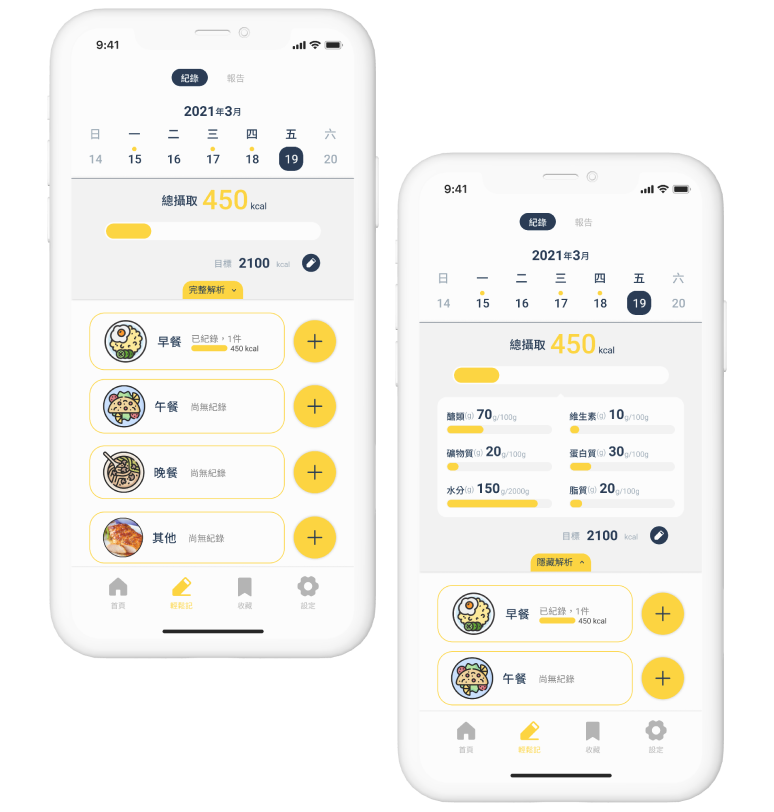 9:41
紀錄 報告
2021年3月
日 一 二 三 四 五 六
14 15 16 17 18 19 20
總攝取 450 kcal
目標 2100 kcal
完整解析
早餐 已紀錄，1件
450 kcal
午餐 尚無紀錄
晚餐 尚無紀錄
其他 尚無紀錄
首頁 輕鬆記 收藏 設定
9:41
紀錄 報告
2021年3月
日 一 二 三 四 五 六
14 15 16 17 18 19 20
總攝取 450 kcal
醣類(g) 70g/100g 維生素(g) 10g/100g
礦物質(g) 20g/100g 蛋白質(g) 30g/100g
水分(g) 150g/2000g 脂質(g) 20g/100g
目標 2100 kcal
隱藏解析
早餐 已紀錄，1件
450 kcal
午餐 尚無紀錄
首頁 輕鬆記 收藏 設定